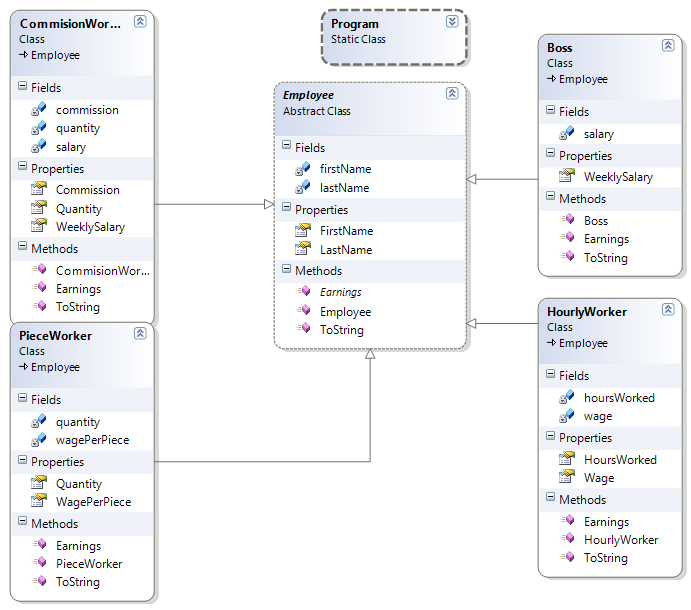 CommisionWor...
Class
Employee
Fields
commission
quantity
salary
Properties
Commission
Quantity
WeeklySalary
Methods
CommisionWor...
Earnings
ToString
PieceWorker
Class
Employee
Fields
quantity
wagePerPiece
Properties
Quantity
WagePerPiece
Methods
Earnings
PieceWorker
ToString
Program
Static Class
Employee
Abstract Class
Fields
firstName
lastName
Properties
FirstName
LastName
Methods
Earnings
Employee
ToString
Boss
Class
Employee
Fields
salary
Properties
WeeklySalary
Methods
Boss
Earnings
ToString
HourlyWorker
Class
Employee
Fields
hoursWorked
wage
Properties
HoursWorked
Wage
Methods
Earnings
HourlyWorker
ToString